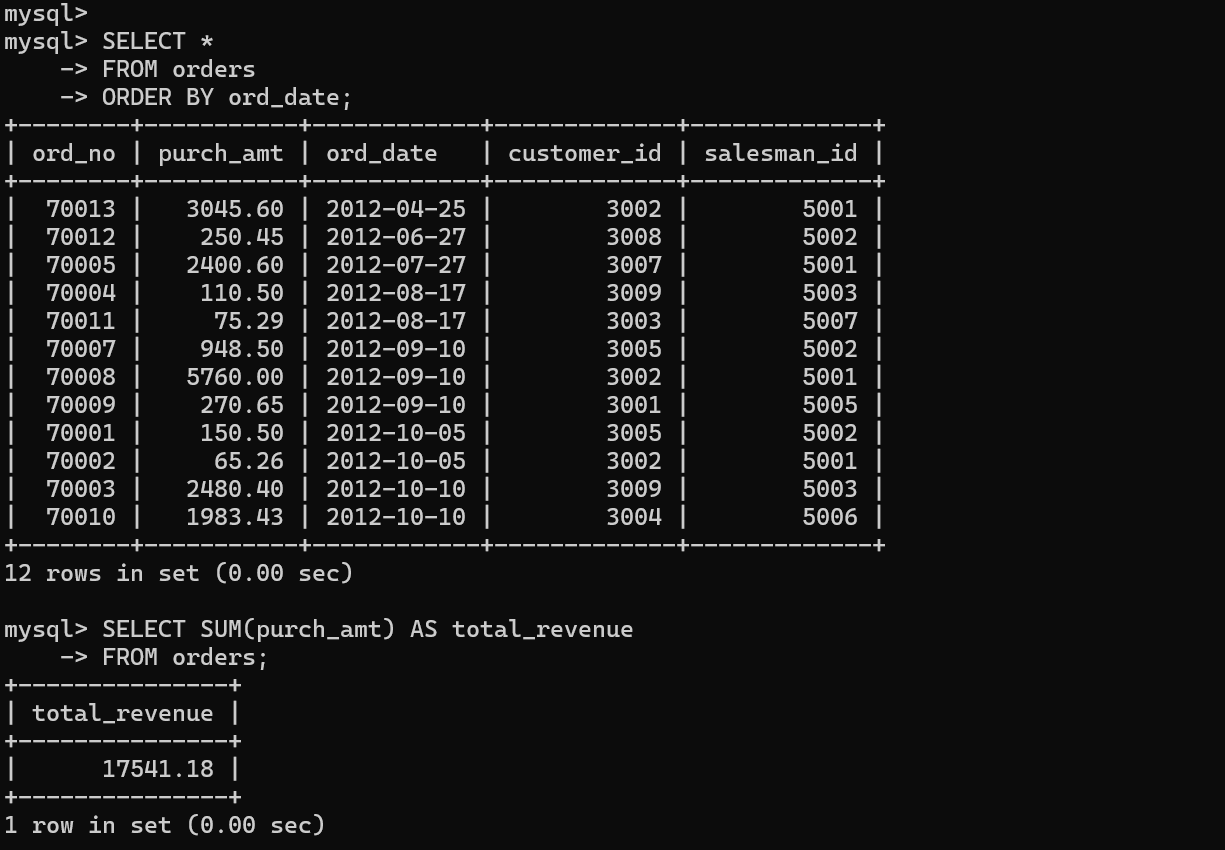 mysql>
mysql> SELECT *
    -> FROM orders
    -> ORDER BY ord_date;
+--------+-----------+------------+-------------+-------------+
| ord_no | purch_amt | ord_date   | customer_id | salesman_id |
+--------+-----------+------------+-------------+-------------+
|  70013 |   3045.60 | 2012-04-25 |        3002 |        5001 |
|  70012 |    250.45 | 2012-06-27 |        3008 |        5002 |
|  70005 |   2400.60 | 2012-07-27 |        3007 |        5001 |
|  70004 |    110.50 | 2012-08-17 |        3009 |        5003 |
|  70011 |     75.29 | 2012-08-17 |        3003 |        5007 |
|  70007 |    948.50 | 2012-09-10 |        3005 |        5002 |
|  70008 |   5760.00 | 2012-09-10 |        3002 |        5001 |
|  70009 |    270.65 | 2012-09-10 |        3001 |        5005 |
|  70001 |    150.50 | 2012-10-05 |        3005 |        5002 |
|  70002 |     65.26 | 2012-10-05 |        3002 |        5001 |
|  70003 |   2480.40 | 2012-10-10 |        3009 |        5003 |
|  70010 |   1983.43 | 2012-10-10 |        3004 |        5006 |
+--------+-----------+------------+-------------+-------------+
12 rows in set (0.00 sec)

mysql> SELECT SUM(purch_amt) AS total_revenue
    -> FROM orders;
+---------------+
| total_revenue |
+---------------+
|      17541.18 |
+---------------+
1 row in set (0.00 sec)